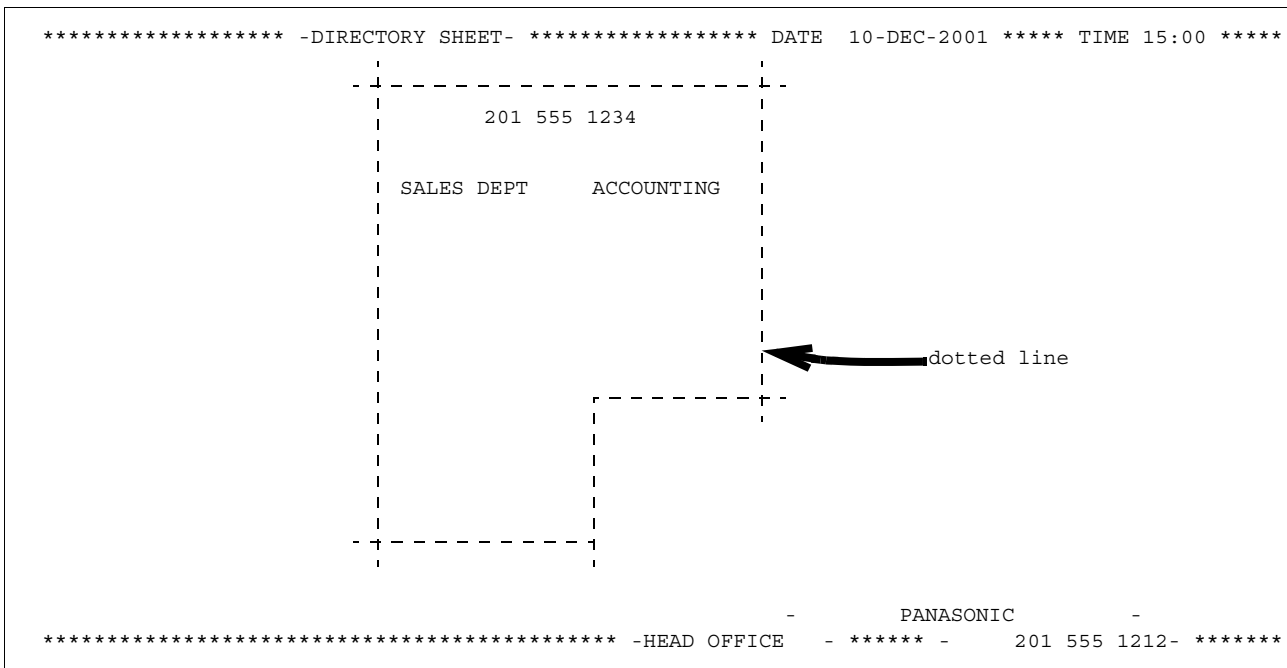 ******************* -DIRECTORY SHEET- ****************** DATE  10-DEC-2001 ***** TIME 15:00 *****
201 555 1234
SALES DEPT     ACCOUNTING
dotted line
-        PANASONIC         -
********************************************* -HEAD OFFICE   - ****** -     201 555 1212- *******